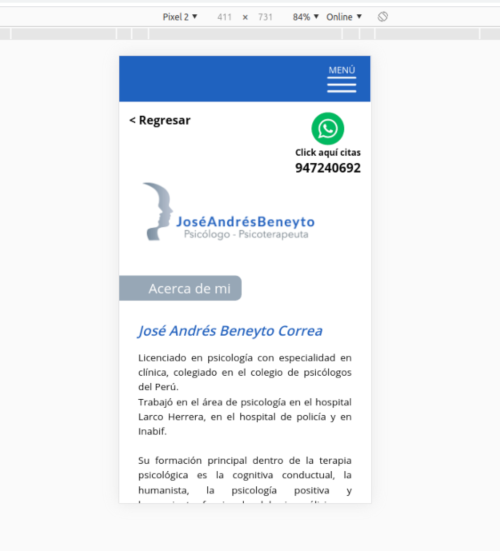 Pixel 2 ▼ 411 × 731 84% ▼ Online ▼
MENÚ
< Regresar
Click aquí citas
947240692
JoséAndrésBeneyto
Psicólogo - Psicoterapeuta
Acerca de mi
José Andrés Beneyto Correa
Licenciado en psicología con especialidad en
clínica, colegiado en el colegio de psicólogos
del Perú.
Trabajó en el área de psicología en el hospital
Larco Herrera, en el hospital de policía y en
Inabif.
Su formación principal dentro de la terapia
psicológica es la cognitiva conductual, la
humanista, la psicología positiva y